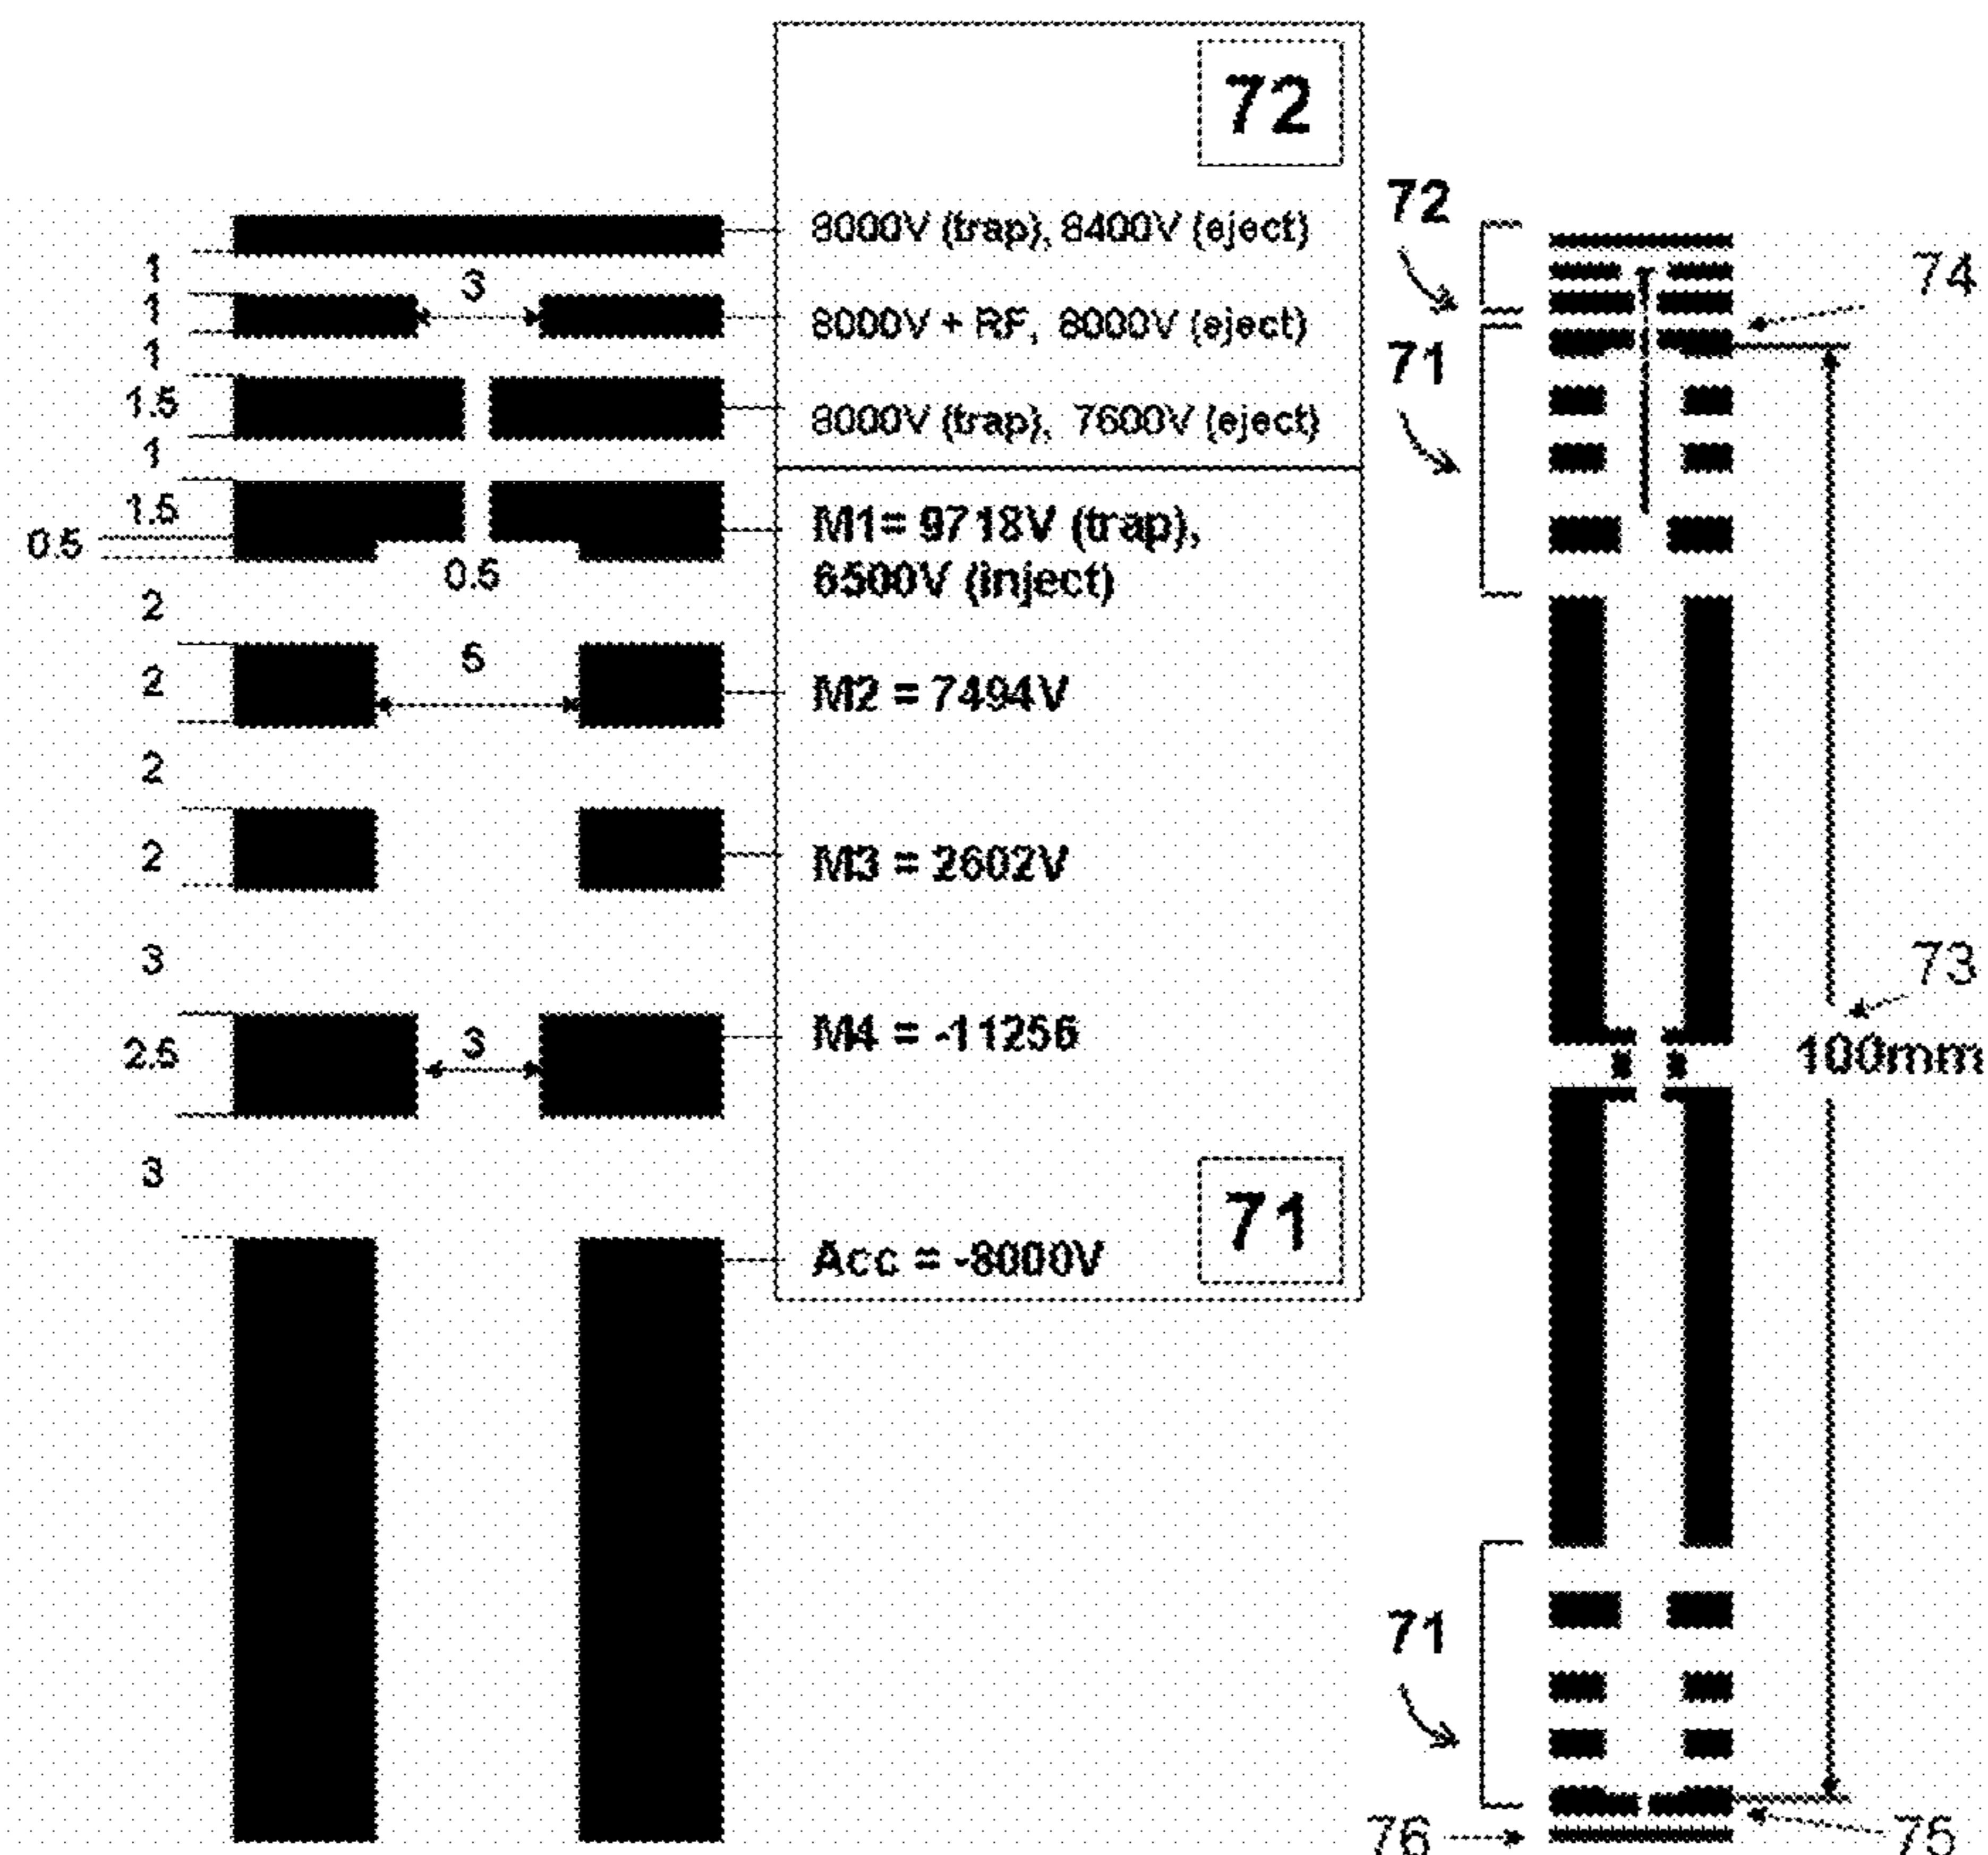 72
8000V (trap), 8400V (eject)
8000V + RF, 8000V (eject)
8000V (trap), 7600V (eject)
M1= 9718V (trap),
6500V (inject)
M2 = 7494V
M3 = 2602V
M4 = -11256
Acc = -8000V
71
1
1
3
1
1.5
1
1.5
0.5
0.5
2
2
5
2
2
3
2.5
3
3
72
74
71
73
100mm
71
76
75